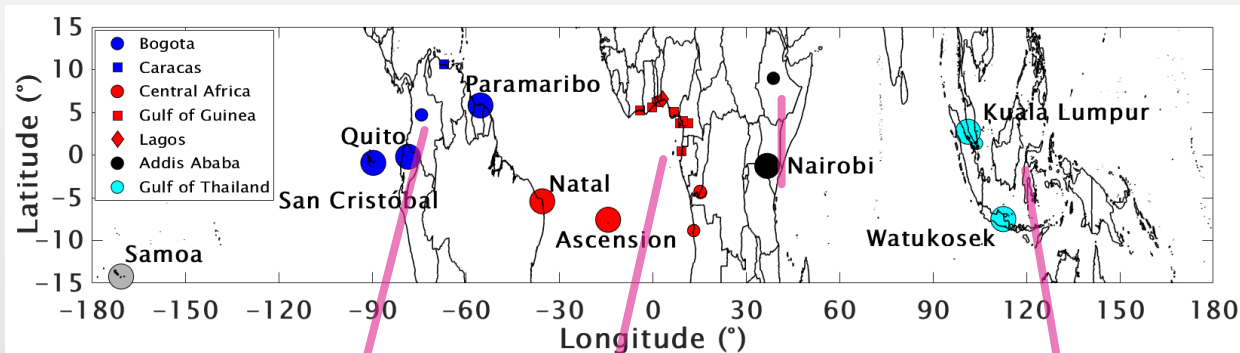 15
10
5
0
−5
−10
−15
Latitude (°)
Bogota
Caracas
Central Africa
Gulf of Guinea
Lagos
Addis Ababa
Gulf of Thailand
Paramaribo
Quito
San Cristóbal
Natal
Ascension
Nairobi
Kuala Lumpur
Watukosek
Samoa
−180 −150 −120 −90 −60 −30 0 30 60 90 120 150 180
Longitude (°)